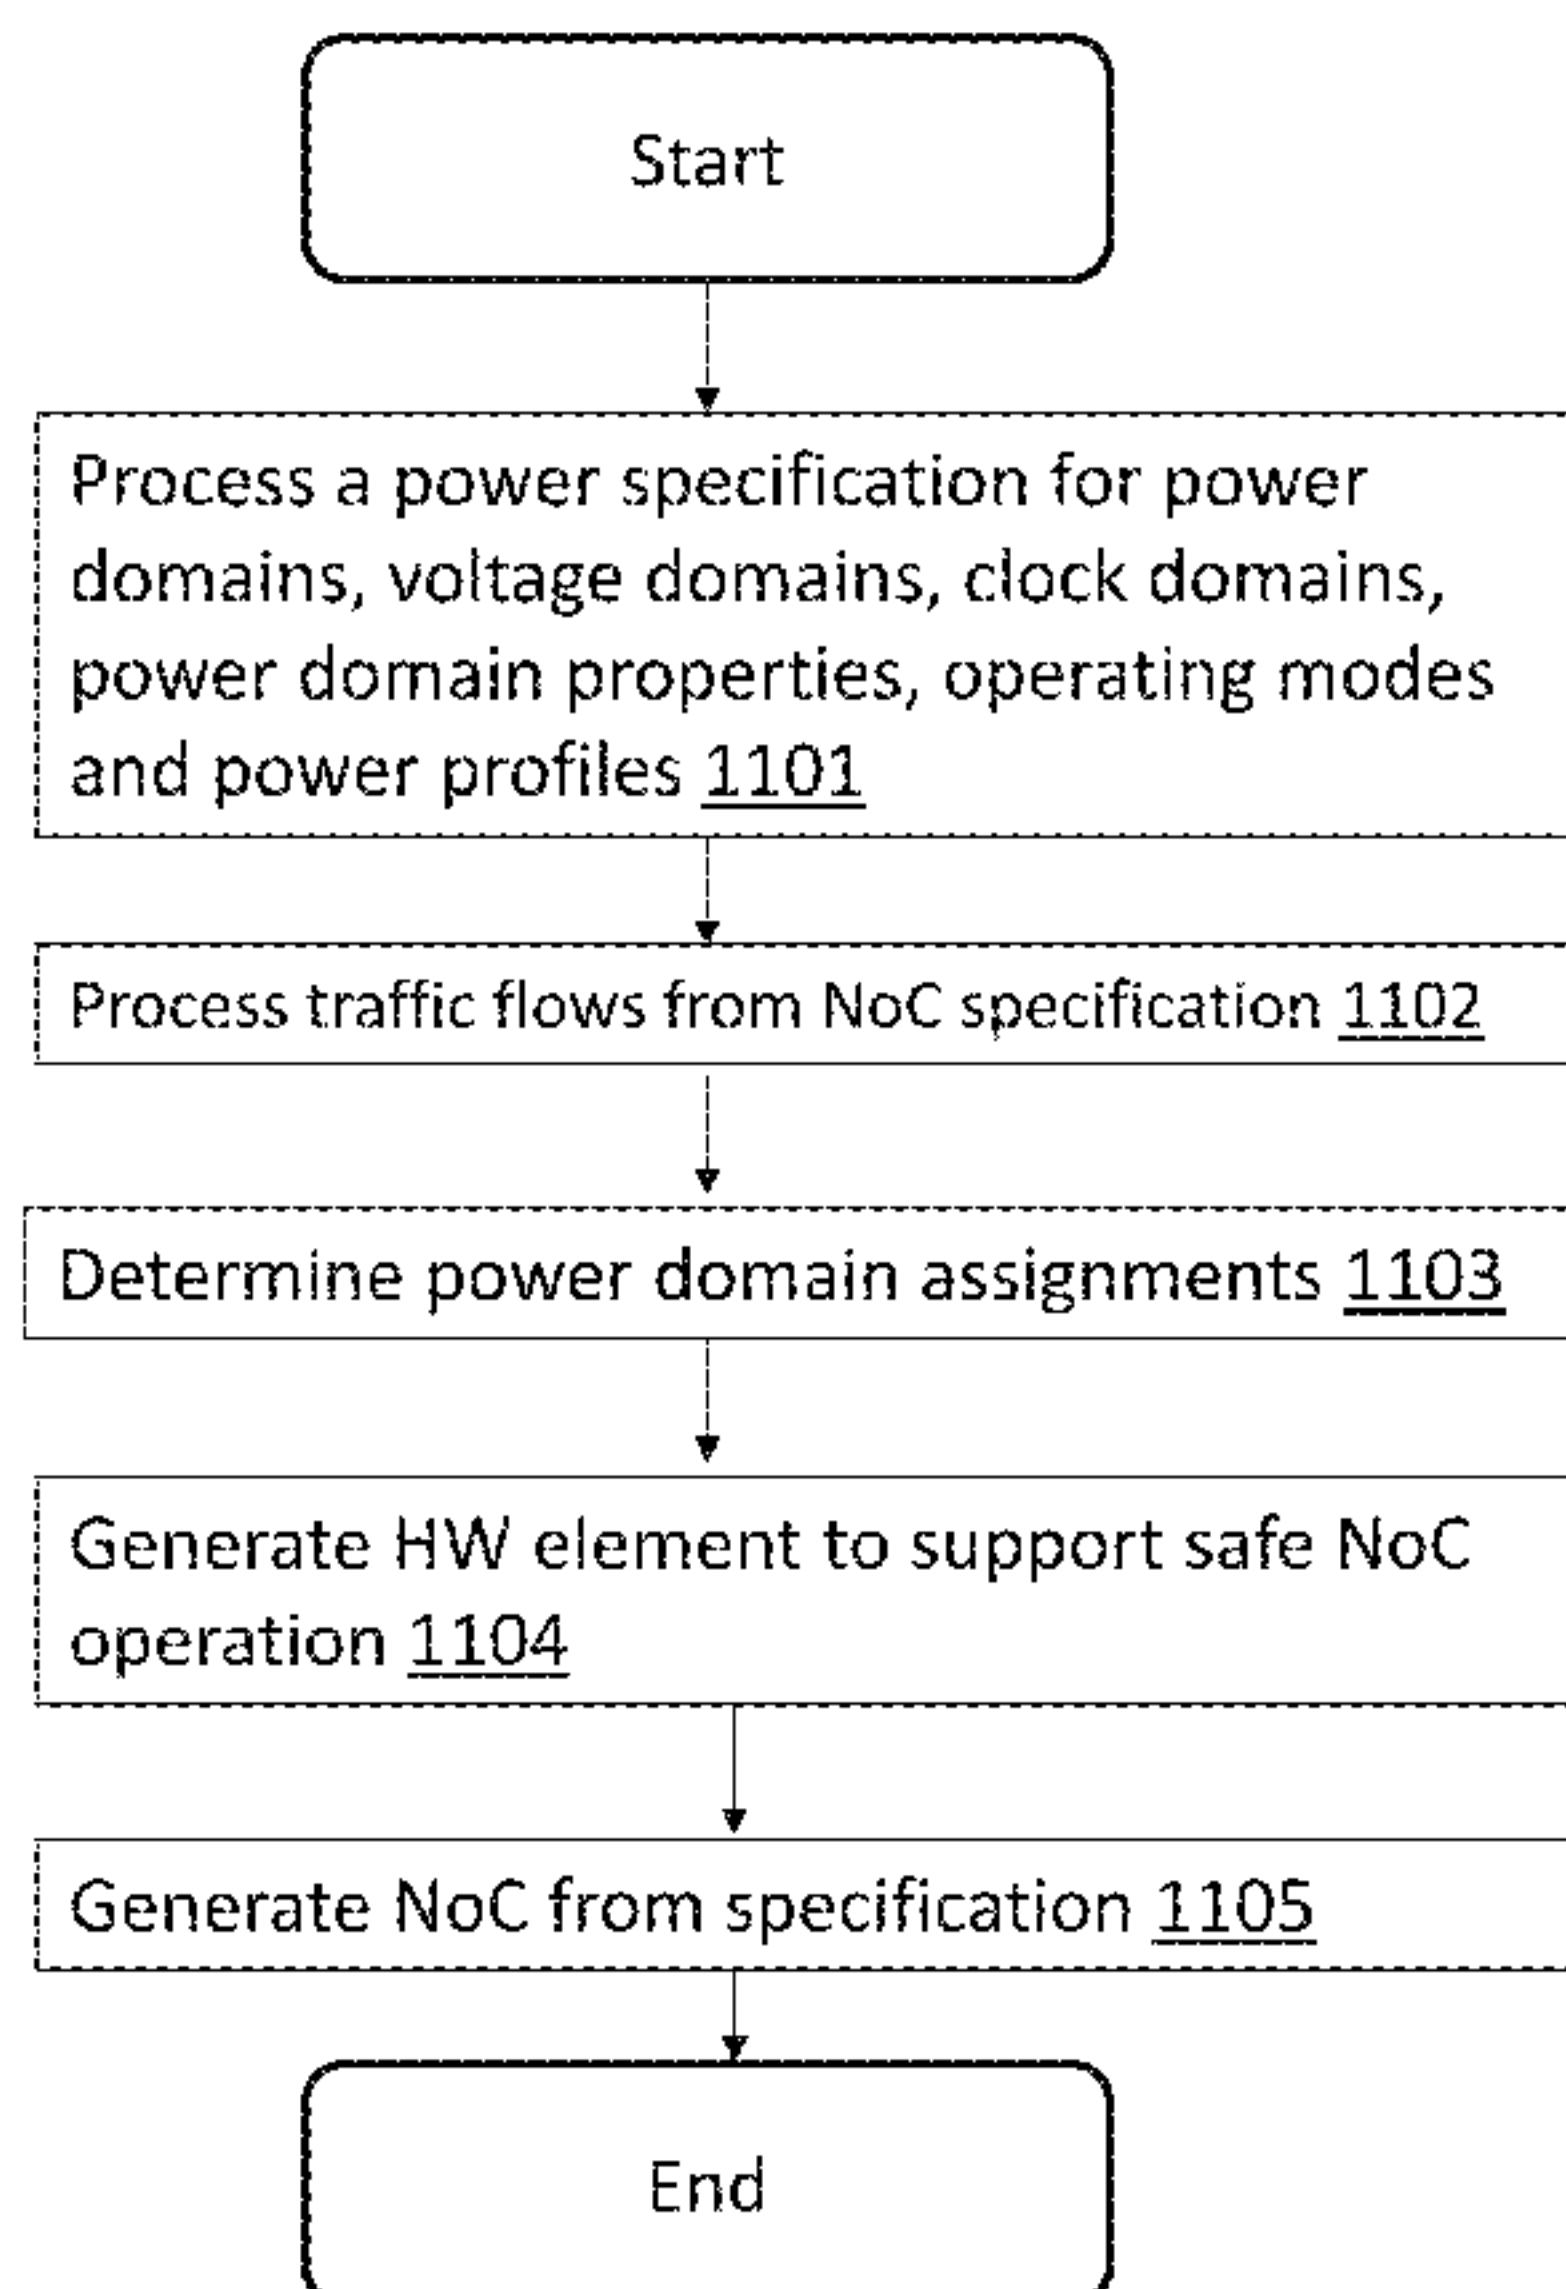 Start
Process a power specification for power
domains, voltage domains, clock domains,
power domain properties, operating modes
and power profiles 1101
Process traffic flows from NoC specification 1102
Determine power domain assignments 1103
Generate HW element to support safe NoC
operation 1104
Generate NoC from specification 1105
End